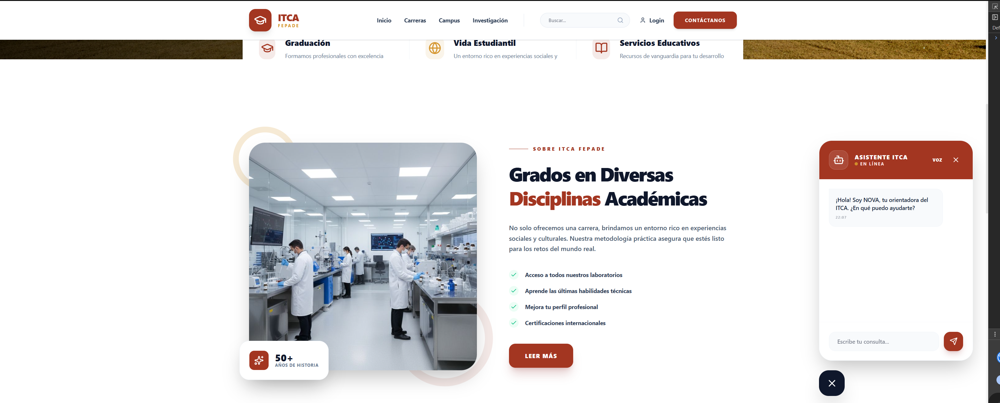 ITCA
FEPADE
Inicio
Carreras
Campus
Investigación
Buscar...
Login
CONTÁCTANOS
Def
Graduación
Formamos profesionales con excelencia
Vida Estudiantil
Un entorno rico en experiencias sociales y
Servicios Educativos
Recursos de vanguardia para tu desarrollo
SOBRE ITCA FEPADE
Grados en Diversas
Disciplinas Académicas
No solo ofrecemos una carrera, brindamos un entorno rico en experiencias
sociales y culturales. Nuestra metodología práctica asegura que estés listo
para los retos del mundo real.
Acceso a todos nuestros laboratorios
Aprende las últimas habilidades técnicas
Mejora tu perfil profesional
Certificaciones internacionales
LEER MÁS
50+
AÑOS DE HISTORIA
ASISTENTE ITCA
EN LÍNEA
voz
¡Hola! Soy NOVA, tu orientadora del
ITCA. ¿En qué puedo ayudarte?
22:07
Escribe tu consulta...